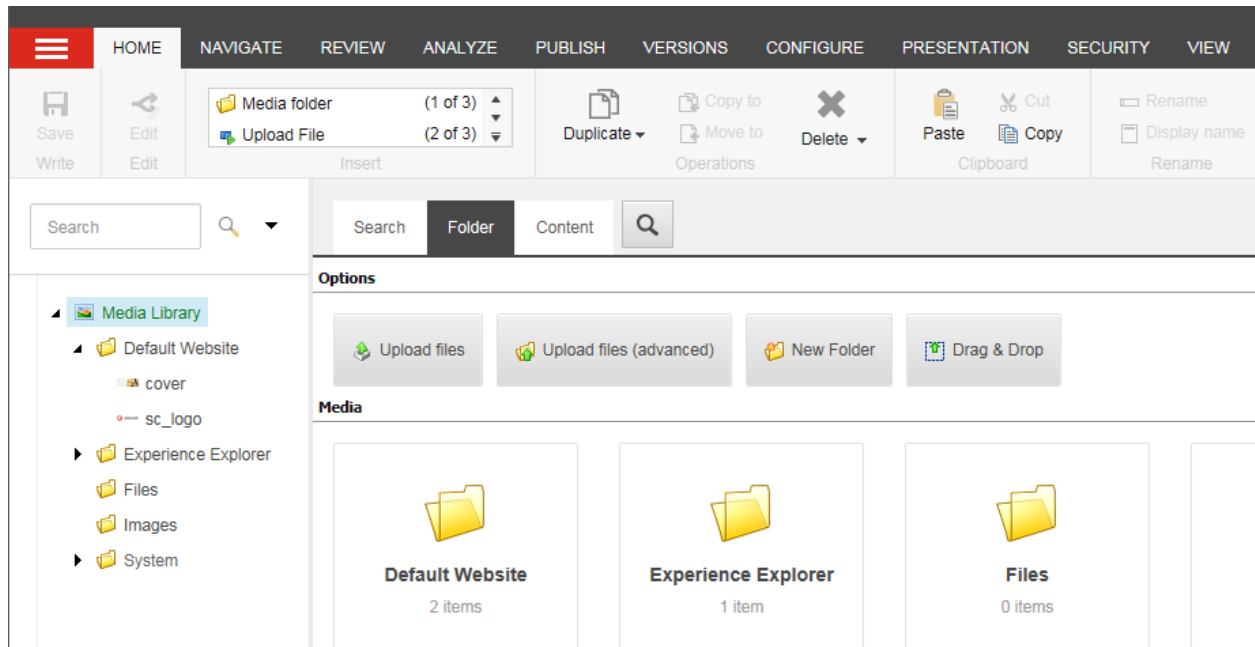 HOME NAVIGATE REVIEW ANALYZE PUBLISH VERSIONS CONFIGURE PRESENTATION SECURITY VIEW
Media folder (1 of 3) Copy to Cut Rename
Save Edit Upload File (2 of 3) Duplicate Move to Delete Paste Copy Display name
Write Edit Insert Operations Clipboard Rename
Search Search Folder Content
Options
Media Library
Default Website Upload files Upload files (advanced) New Folder Drag & Drop
cover
Media
sc_logo
Experience Explorer
Files
Images
System
Default Website Experience Explorer Files
2 items 1 item 0 items